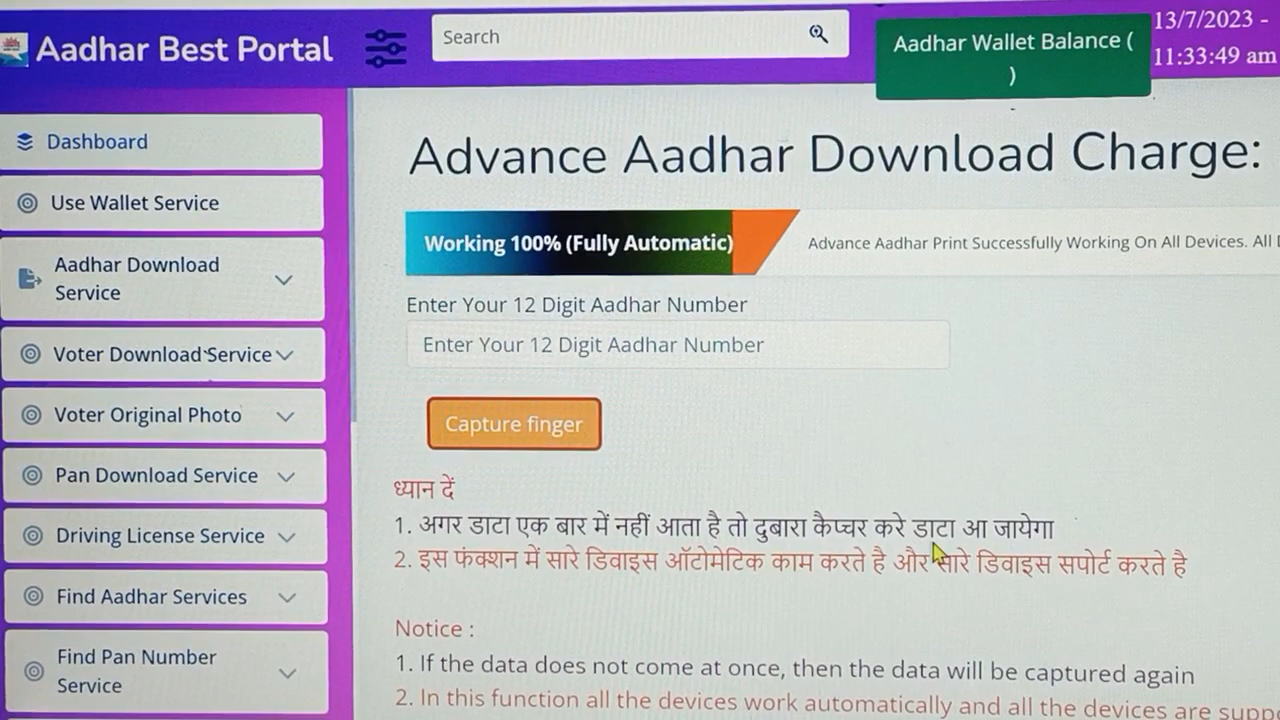 Aadhar Best Portal
Search
Aadhar Wallet Balance (
)
13/7/2023 -
11:33:49 am
Dashboard
Use Wallet Service
Aadhar Download
Service
Voter Download Service
Voter Original Photo
Pan Download Service
Driving License Service
Find Aadhar Services
Find Pan Number
Service
Advance Aadhar Download Charge:
Working 100% (Fully Automatic)
Advance Aadhar Print Successfully Working On All Devices. All
Enter Your 12 Digit Aadhar Number
Enter Your 12 Digit Aadhar Number
Capture finger
ध्यान दें
1. अगर डाटा एक बार में नहीं आता है तो दुबारा कैप्चर करे डाटा आ जायेगा
2. इस फंक्शन में सारे डिवाइस ऑटोमेटिक काम करते है और सारे डिवाइस सपोर्ट करते है
Notice :
1. If the data does not come at once, then the data will be captured again
2. In this function all the devices work automatically and all the devices are